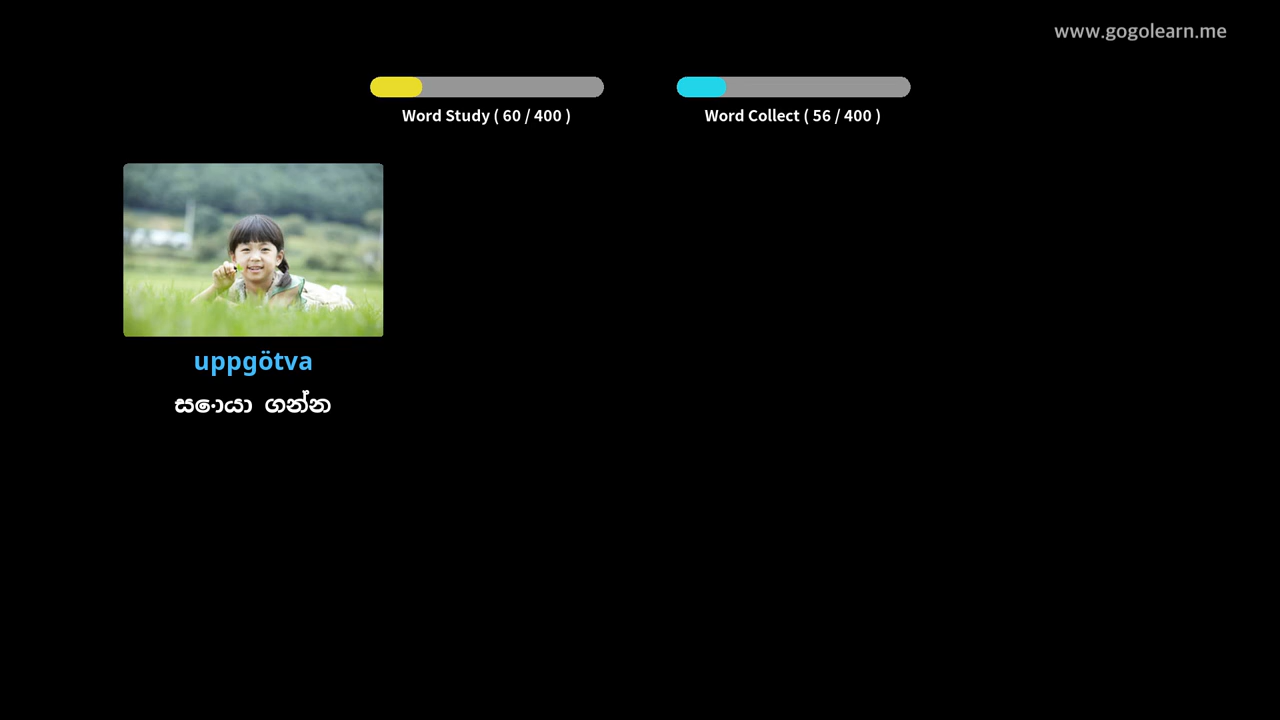 www.gogolearn.me
Word Study ( 60 / 400 )
Word Collect ( 56 / 400 )
uppgötva
සොයා ගන්න